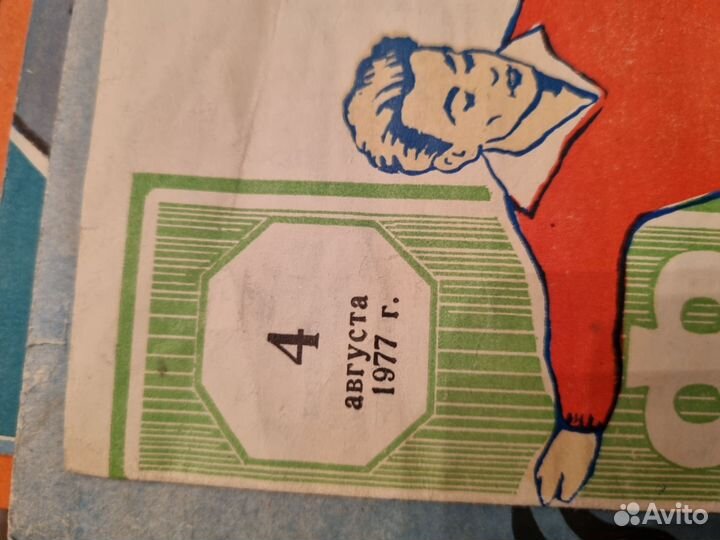 4
августа
1977 г.
Avito